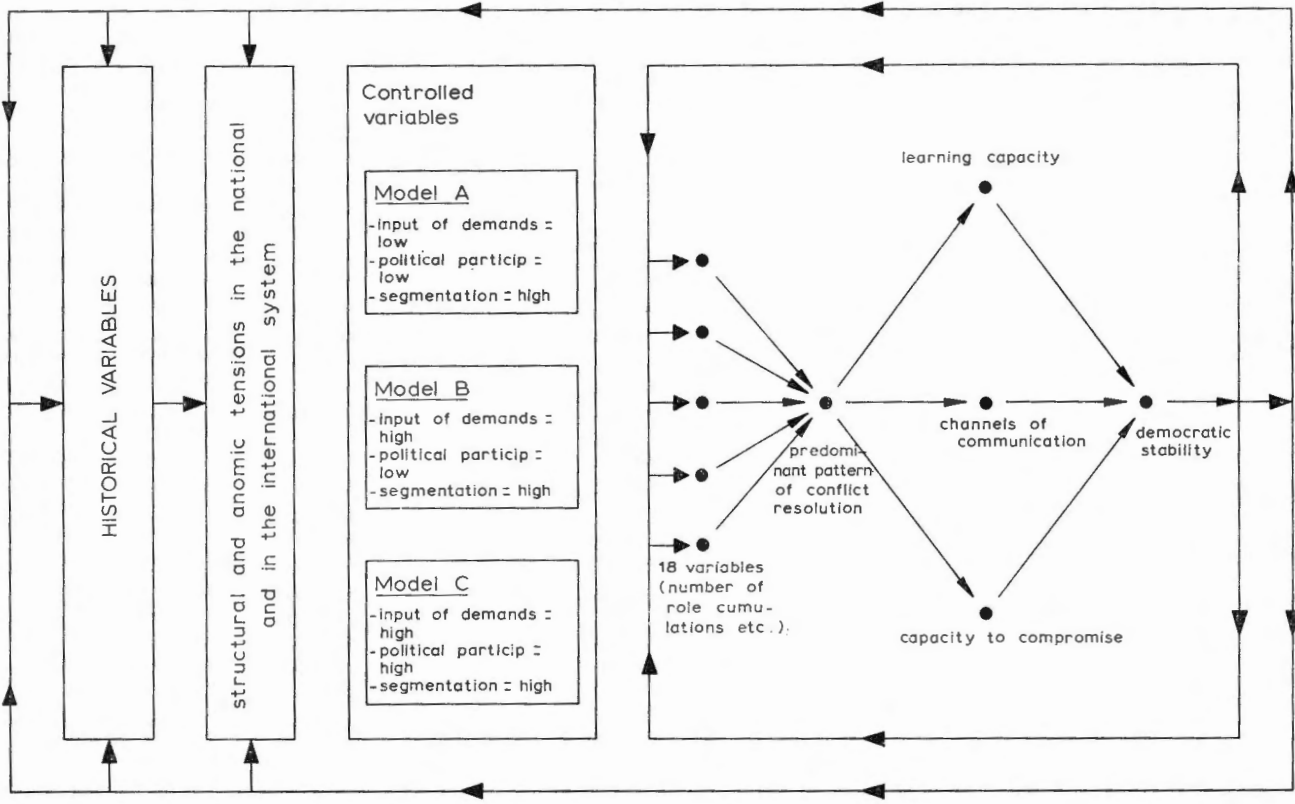 HISTORICAL VARIABLES
structural and anomic tensions in the national
and in the international system
Controlled
variables
Model A
-input of demands =
low
-political particip =
low
-segmentation = high
Model B
-input of demands =
high
-political particip =
low
-segmentation = high
Model C
-input of demands =
high
-political particip =
high
-segmentation = high
18 variables
(number of
role cumu-
lations etc.).
predomi-
nant pattern
of conflict
resolution
learning capacity
channels of
communication
capacity to compromise
democratic
stability